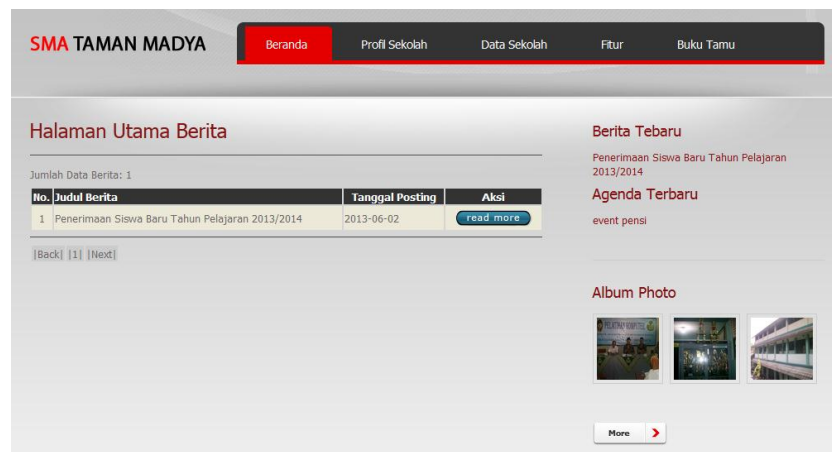 SMA TAMAN MADYA
Beranda Profil Sekolah Data Sekolah Fitur Buku Tamu
Halaman Utama Berita
Jumlah Data Berita: 1
No. Judul Berita Tanggal Posting Aksi
1 Penerimaan Siswa Baru Tahun Pelajaran 2013/2014 2013-06-02 read more
|Back| |1| |Next|
Berita Tebaru
Penerimaan Siswa Baru Tahun Pelajaran
2013/2014
Agenda Terbaru
event pensi
Album Photo
PELATIHAN KOMPUTER
More